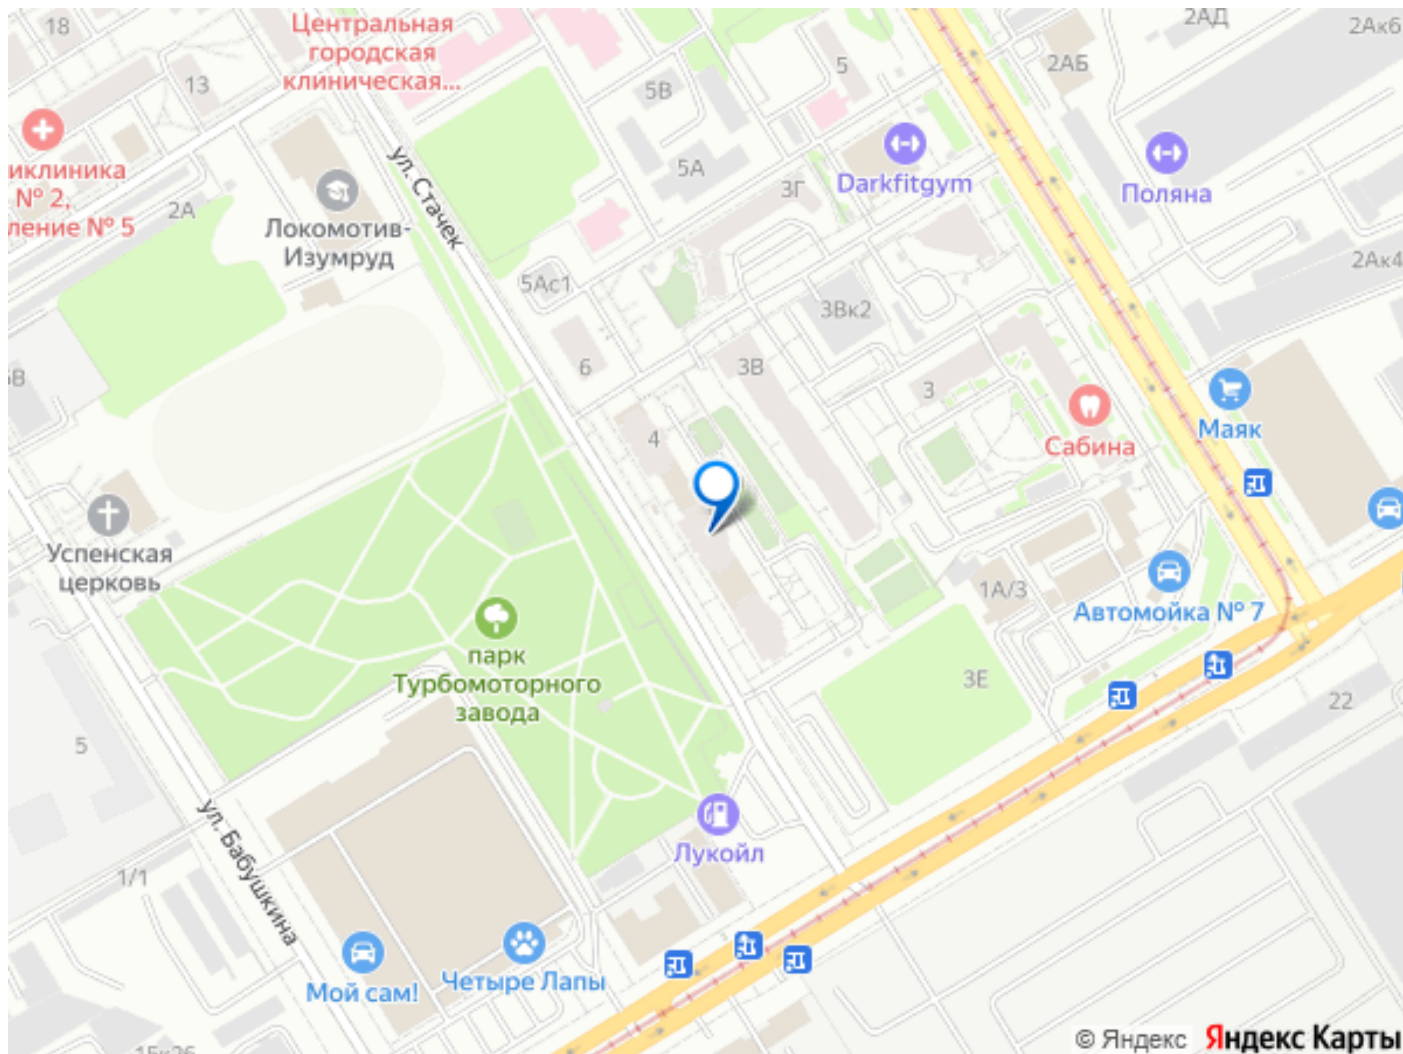 18
Центральная
городская
клиническая...
2АД
2Ак6
13
5В
5
2АБ
иклиника
№ 2,
ление № 5
2А
ул. Стачек
5А
3Г
Darkfitgym
Поляна
Локомотив-
Изумруд
5Ас1
3Вк2
2Ак4
6
3В
3
Сабина
Маяк
4
Успенская
церковь
1А/3
Автомойка № 7
парк
Турбомоторного
завода
3Е
22
5
ул. Бабушкина
Лукойл
1/1
Мой сам!
Четыре Лапы
© Яндекс Яндекс Карты